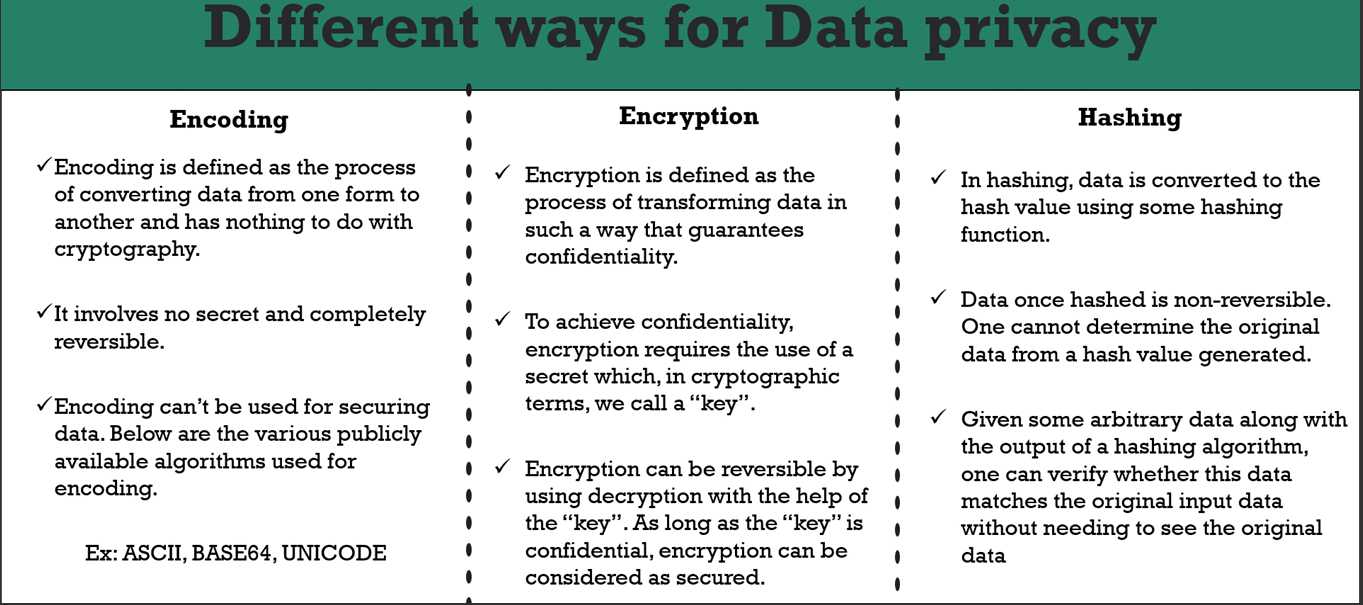 Different ways for Data privacy
Encoding
✓Encoding is defined as the process
of converting data from one form to
another and has nothing to do with
cryptography.
✓It involves no secret and completely
reversible.
✓Encoding can’t be used for securing
data. Below are the various publicly
available algorithms used for
encoding.
Ex: ASCII, BASE64, UNICODE
Encryption
✓ Encryption is defined as the
process of transforming data in
such a way that guarantees
confidentiality.
✓ To achieve confidentiality,
encryption requires the use of a
secret which, in cryptographic
terms, we call a “key”.
✓ Encryption can be reversible by
using decryption with the help of
the “key”. As long as the “key” is
confidential, encryption can be
considered as secured.
Hashing
✓ In hashing, data is converted to the
hash value using some hashing
function.
✓ Data once hashed is non-reversible.
One cannot determine the original
data from a hash value generated.
✓ Given some arbitrary data along with
the output of a hashing algorithm,
one can verify whether this data
matches the original input data
without needing to see the original
data